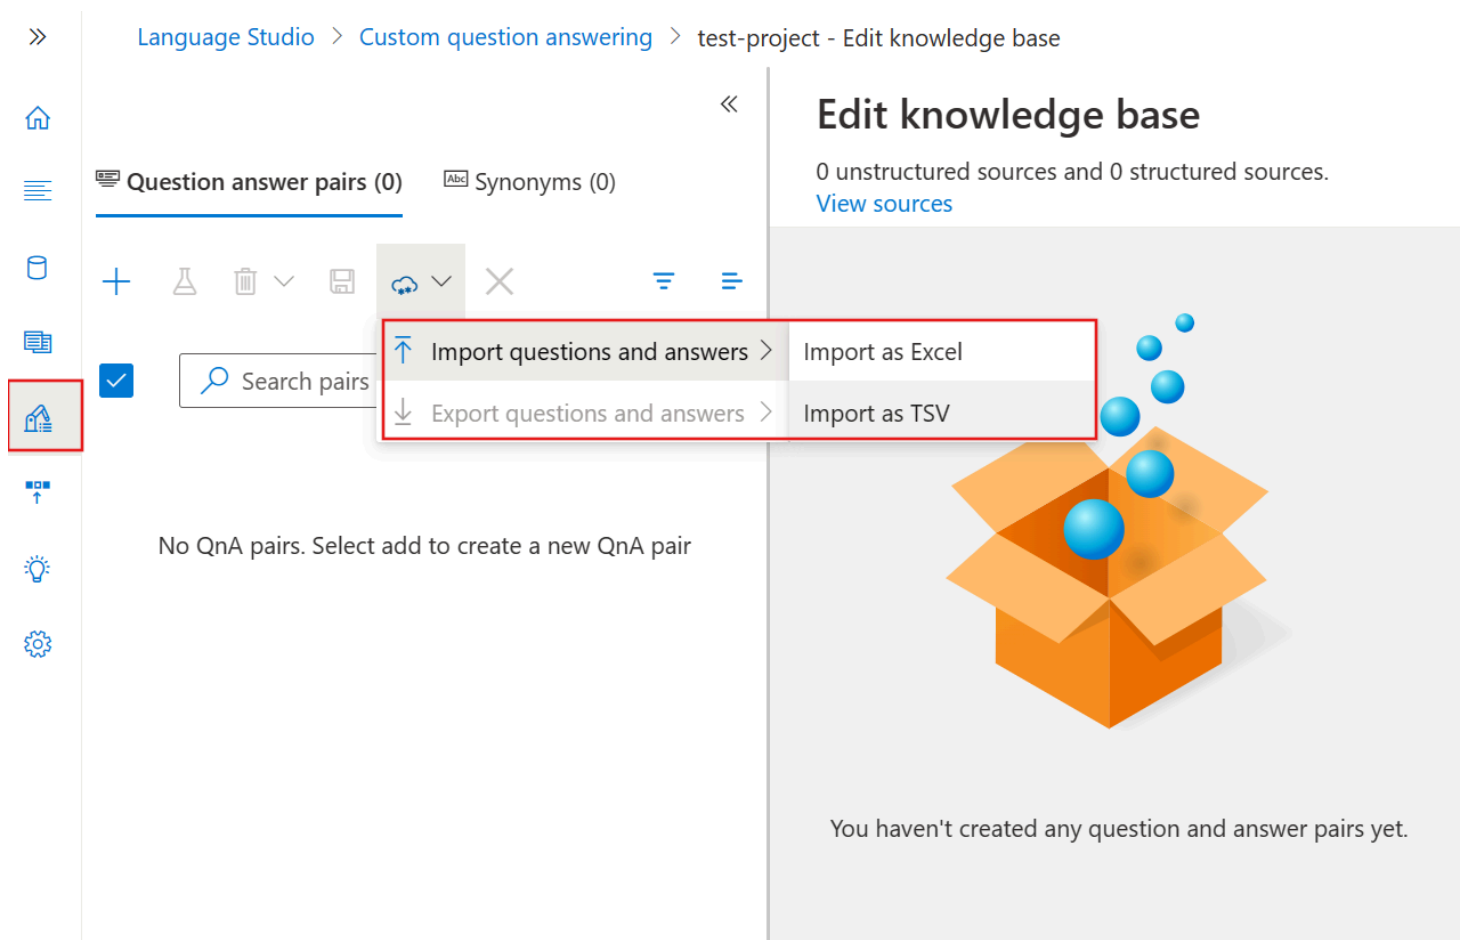 Language Studio > Custom question answering > test-project - Edit knowledge base
Edit knowledge base
0 unstructured sources and 0 structured sources.
View sources
Question answer pairs (0)
Abc Synonyms (0)
Import questions and answers >
Import as Excel
Search pairs
Export questions and answers >
Import as TSV
No QnA pairs. Select add to create a new QnA pair
You haven't created any question and answer pairs yet.